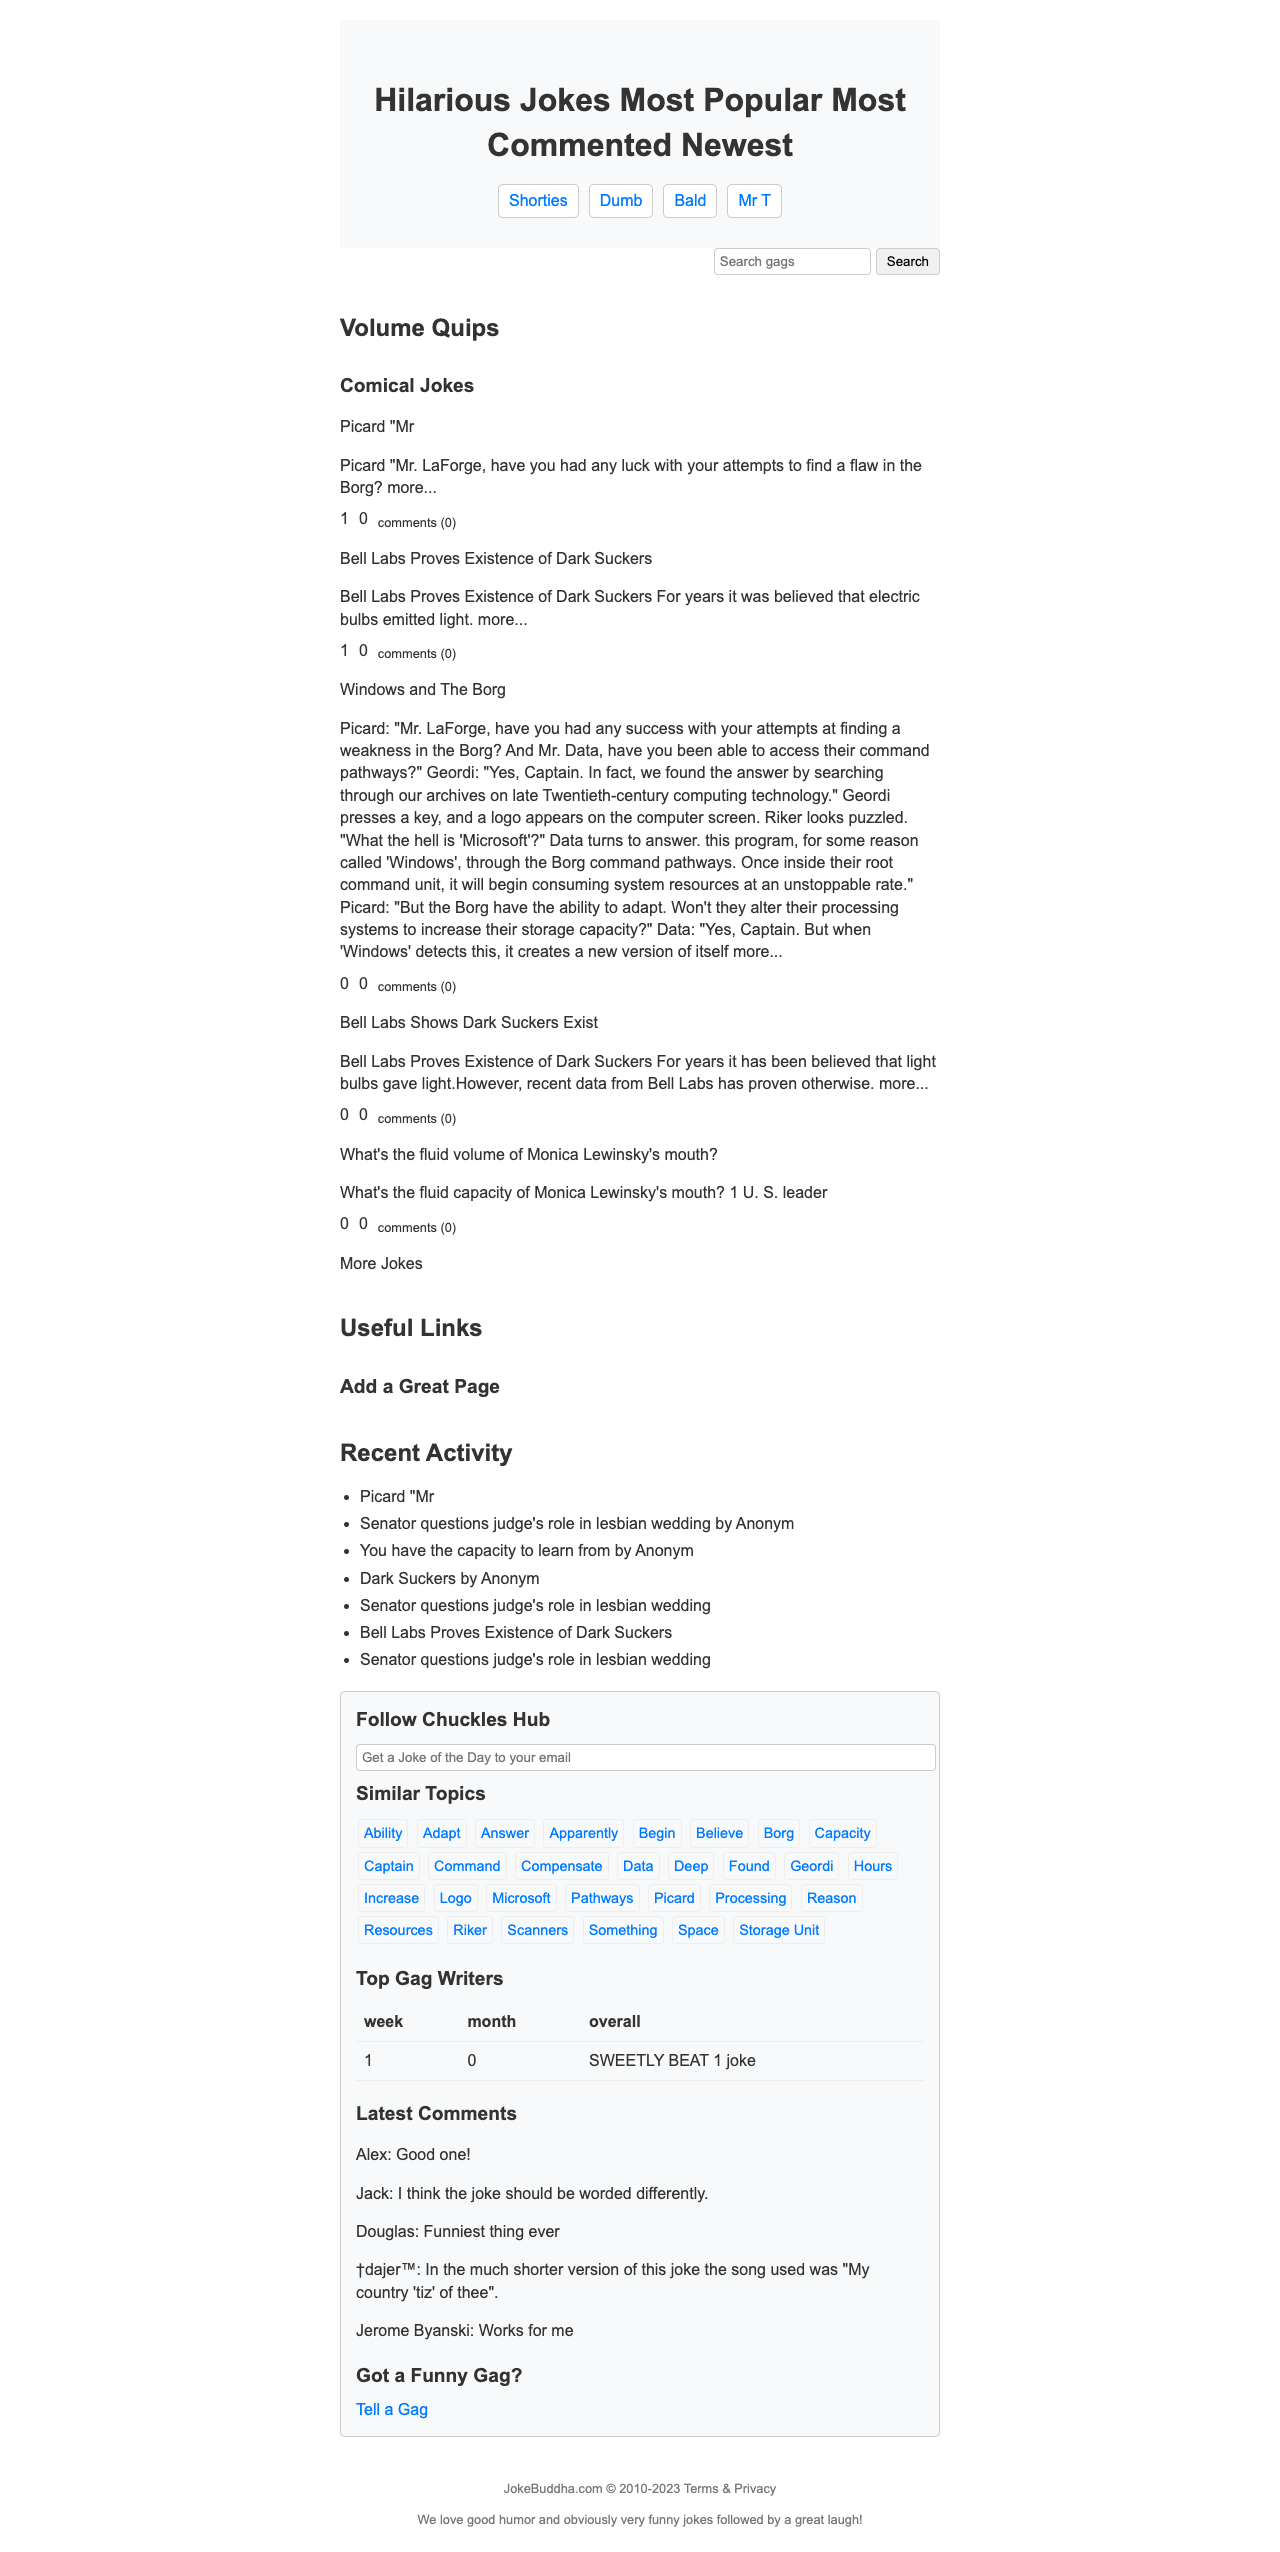 Hilarious Jokes Most Popular Most
Commented Newest
Shorties Dumb Bald Mr T
Search gags Search
Volume Quips
Comical Jokes
Picard "Mr
Picard "Mr. LaForge, have you had any luck with your attempts to find a flaw in the
Borg? more...
1 0 comments (0)
Bell Labs Proves Existence of Dark Suckers
Bell Labs Proves Existence of Dark Suckers For years it was believed that electric
bulbs emitted light. more...
1 0 comments (0)
Windows and The Borg
Picard: "Mr. LaForge, have you had any success with your attempts at finding a
weakness in the Borg? And Mr. Data, have you been able to access their command
pathways?" Geordi: "Yes, Captain. In fact, we found the answer by searching
through our archives on late Twentieth-century computing technology." Geordi
presses a key, and a logo appears on the computer screen. Riker looks puzzled.
"What the hell is 'Microsoft'?" Data turns to answer. this program, for some reason
called 'Windows', through the Borg command pathways. Once inside their root
command unit, it will begin consuming system resources at an unstoppable rate."
Picard: "But the Borg have the ability to adapt. Won't they alter their processing
systems to increase their storage capacity?" Data: "Yes, Captain. But when
'Windows' detects this, it creates a new version of itself more...
0 0 comments (0)
Bell Labs Shows Dark Suckers Exist
Bell Labs Proves Existence of Dark Suckers For years it has been believed that light
bulbs gave light.However, recent data from Bell Labs has proven otherwise. more...
0 0 comments (0)
What's the fluid volume of Monica Lewinsky's mouth?
What's the fluid capacity of Monica Lewinsky's mouth? 1 U. S. leader
0 0 comments (0)
More Jokes
Useful Links
Add a Great Page
Recent Activity
• Picard "Mr
• Senator questions judge's role in lesbian wedding by Anonym
• You have the capacity to learn from by Anonym
• Dark Suckers by Anonym
• Senator questions judge's role in lesbian wedding
• Bell Labs Proves Existence of Dark Suckers
• Senator questions judge's role in lesbian wedding
Follow Chuckles Hub
Get a Joke of the Day to your email
Similar Topics
Ability Adapt Answer Apparently Begin Believe Borg Capacity
Captain Command Compensate Data Deep Found Geordi Hours
Increase Logo Microsoft Pathways Picard Processing Reason
Resources Riker Scanners Something Space Storage Unit
Top Gag Writers
week month overall
1 0 SWEETLY BEAT 1 joke
Latest Comments
Alex: Good one!
Jack: I think the joke should be worded differently.
Douglas: Funniest thing ever
†dajer™: In the much shorter version of this joke the song used was "My
country 'tiz' of thee".
Jerome Byanski: Works for me
Got a Funny Gag?
Tell a Gag
JokeBuddha.com © 2010-2023 Terms & Privacy
We love good humor and obviously very funny jokes followed by a great laugh!